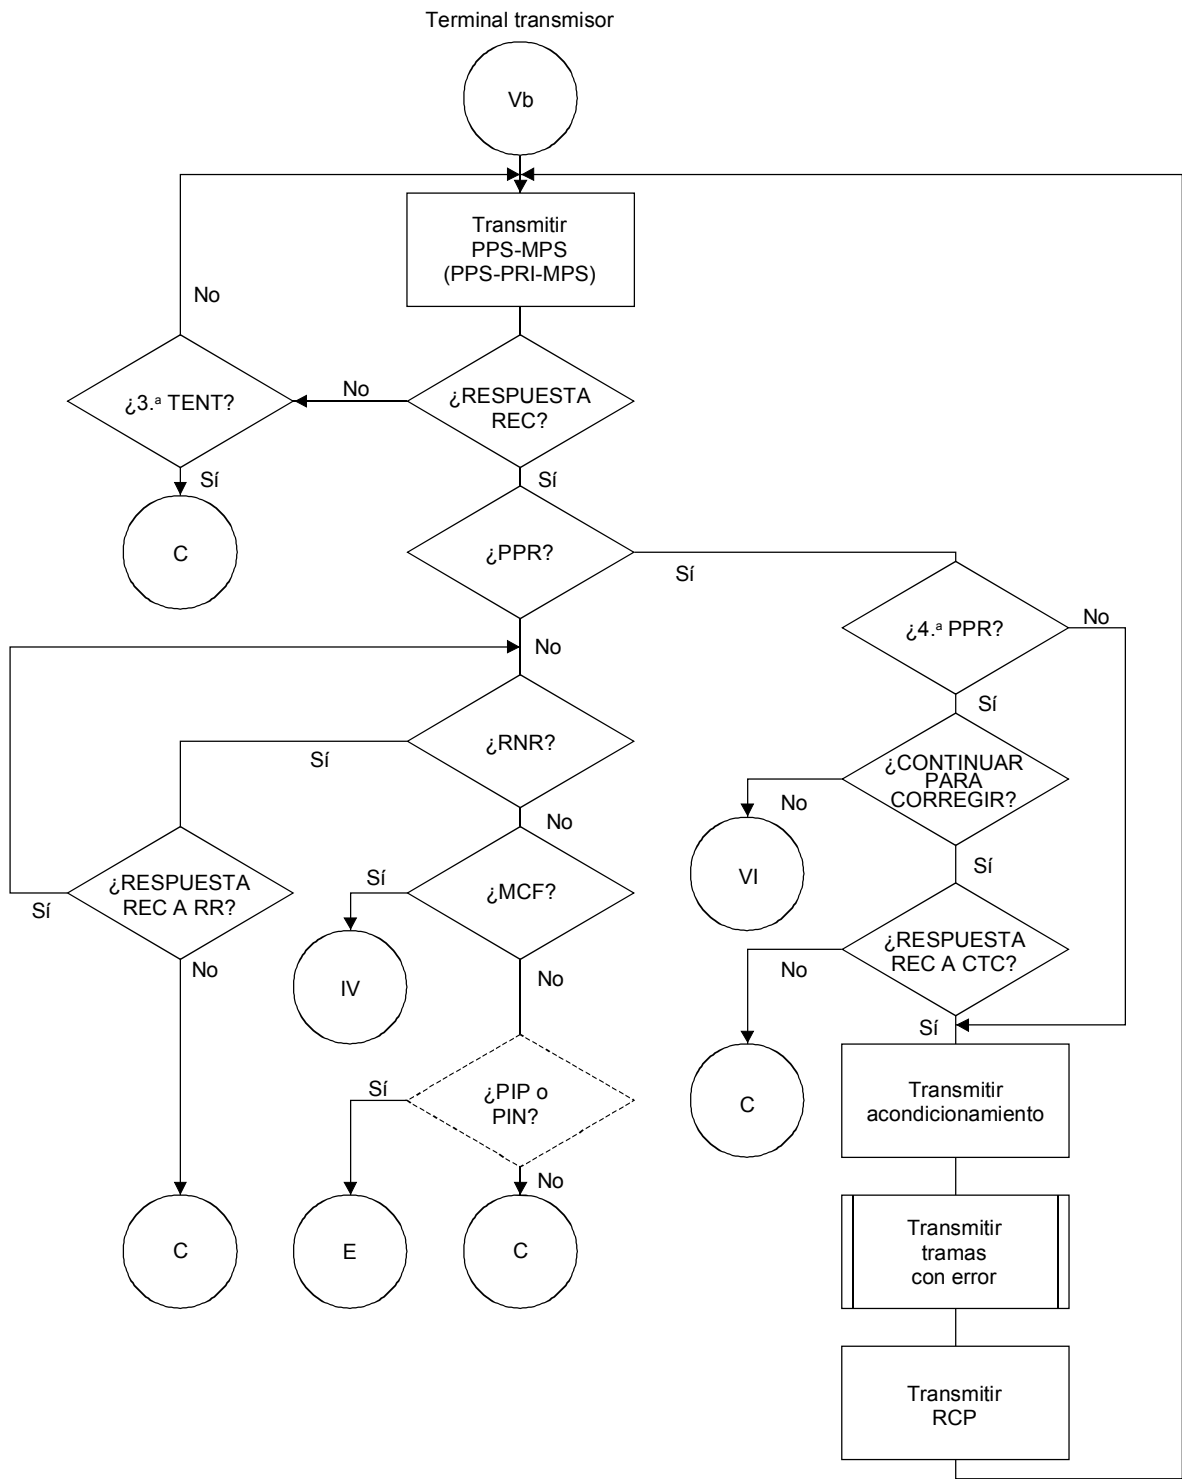 Terminal transmisor
Vb
Transmitir
PPS-MPS
(PPS-PRI-MPS)
No
¿3.ª TENT?
No
¿RESPUESTA
REC?
Sí
Sí
C
¿PPR?
Sí
¿4.ª PPR?
No
No
Sí
¿RNR?
Sí
¿CONTINUAR
PARA
CORREGIR?
No
No
Sí
VI
¿RESPUESTA
REC A RR?
Sí
Sí
¿MCF?
No
No
IV
¿RESPUESTA
REC A CTC?
No
Sí
C
Sí
¿PIP o
PIN?
No
Transmitir
acondicionamiento
C
E
C
Transmitir
tramas
con error
Transmitir
RCP